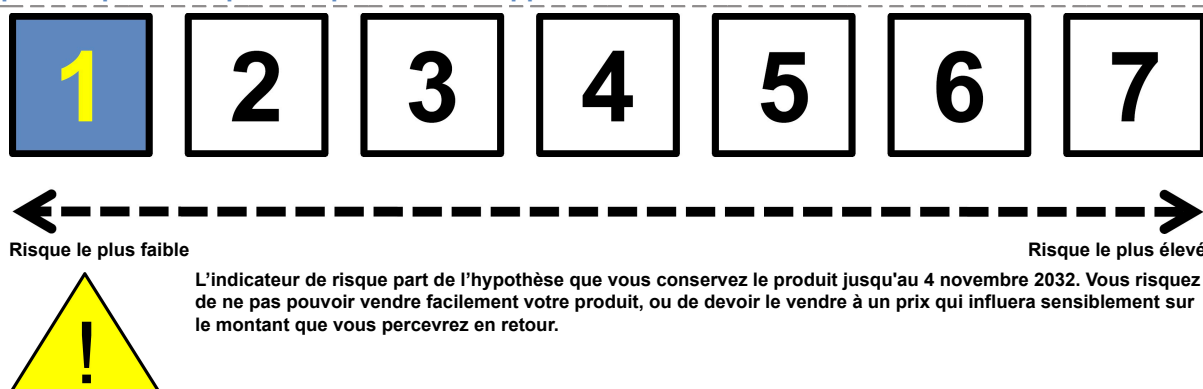 1 2 3 4 5 6 7
Risque le plus faible Risque le plus élevé
L'indicateur de risque part de l'hypothèse que vous conservez le produit jusqu'au 4 novembre 2032. Vous risquez
de ne pas pouvoir vendre facilement votre produit, ou de devoir le vendre à un prix qui influera sensiblement sur
le montant que vous percevrez en retour.
!